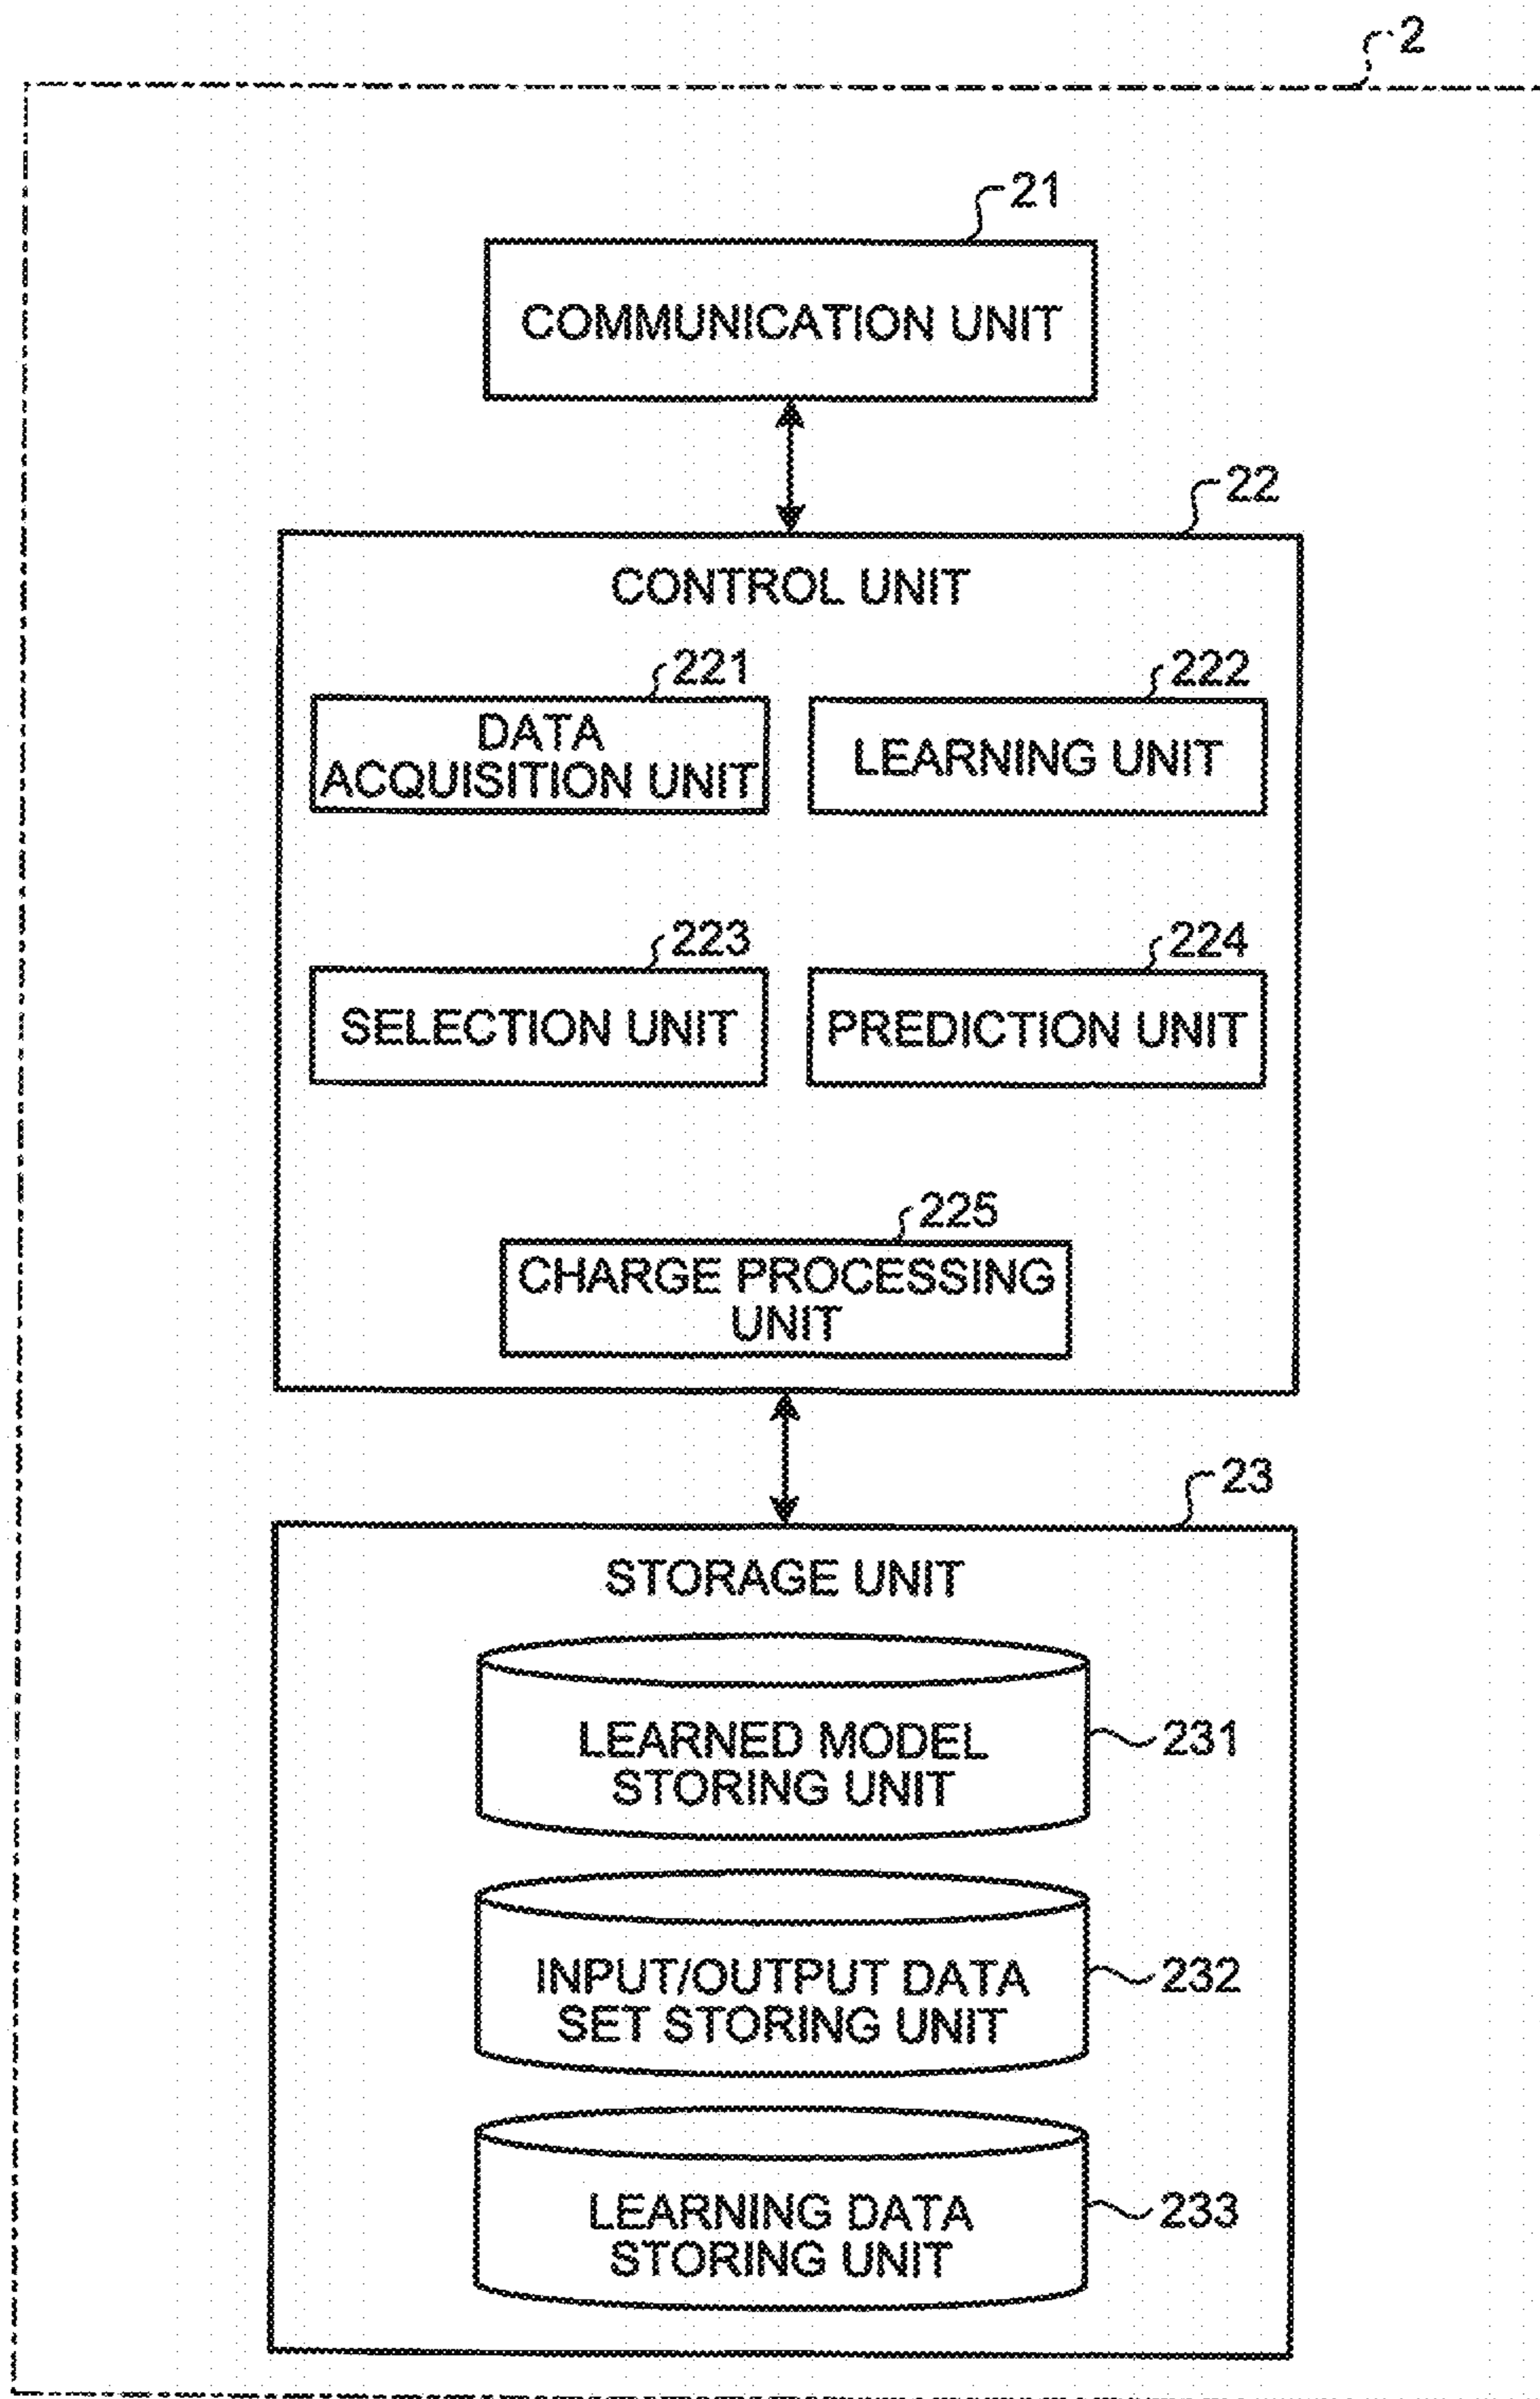 2
21
COMMUNICATION UNIT
22
CONTROL UNIT
221
DATA
ACQUISITION UNIT
222
LEARNING UNIT
223
SELECTION UNIT
224
PREDICTION UNIT
225
CHARGE PROCESSING
UNIT
23
STORAGE UNIT
LEARNED MODEL
STORING UNIT
231
INPUT/OUTPUT DATA
SET STORING UNIT
232
LEARNING DATA
STORING UNIT
233